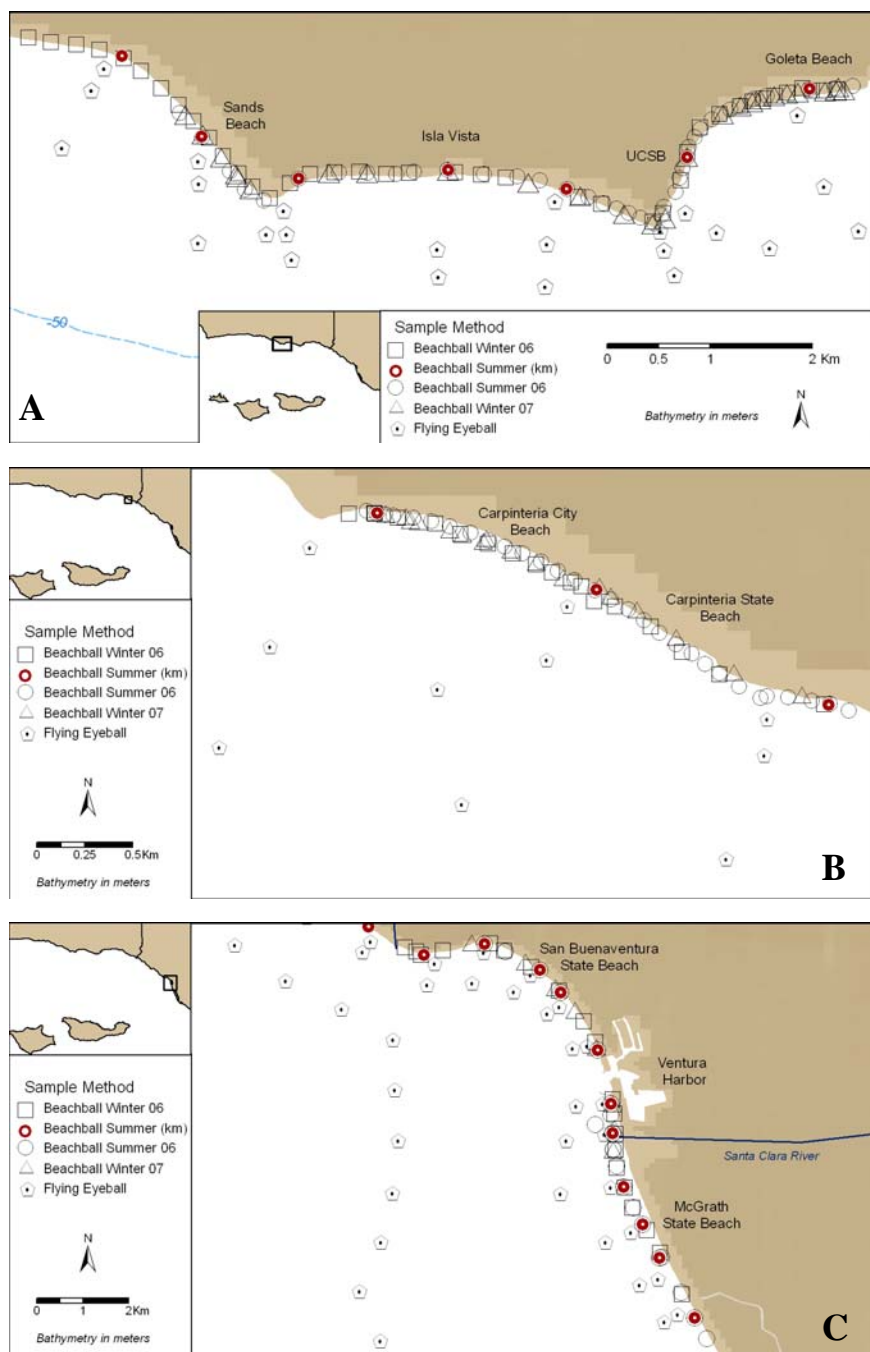 Goleta Beach
Sands
Beach
Isla Vista
UCSB
-50
Sample Method
Beachball Winter 06
Beachball Summer (km)
Beachball Summer 06
Beachball Winter 07
Flying Eyeball
0 0.5 1 2 Km
Bathymetry in meters
N
A
Carpinteria City
Beach
Carpinteria State
Beach
Sample Method
Beachball Winter 06
Beachball Summer (km)
Beachball Summer 06
Beachball Winter 07
Flying Eyeball
N
0 0.25 0.5Km
Bathymetry in meters
B
San Buenaventura
State Beach
Ventura
Harbor
Santa Clara River
McGrath
State Beach
Sample Method
Beachball Winter 06
Beachball Summer (km)
Beachball Summer 06
Beachball Winter 07
Flying Eyeball
N
0 1 2Km
Bathymetry in meters
C